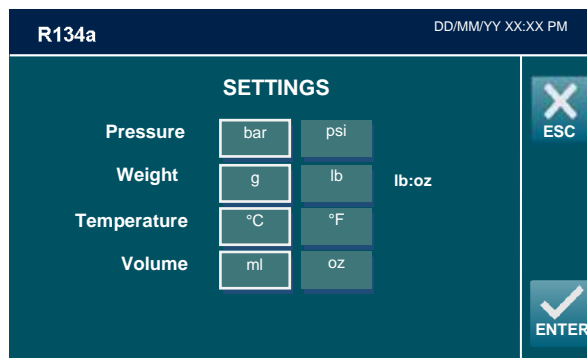 R134a DD/MM/YY XX:XX PM
SETTINGS
ESC
Pressure bar psi
Weight g lb lb:oz
Temperature °C °F
Volume ml oz
ENTER